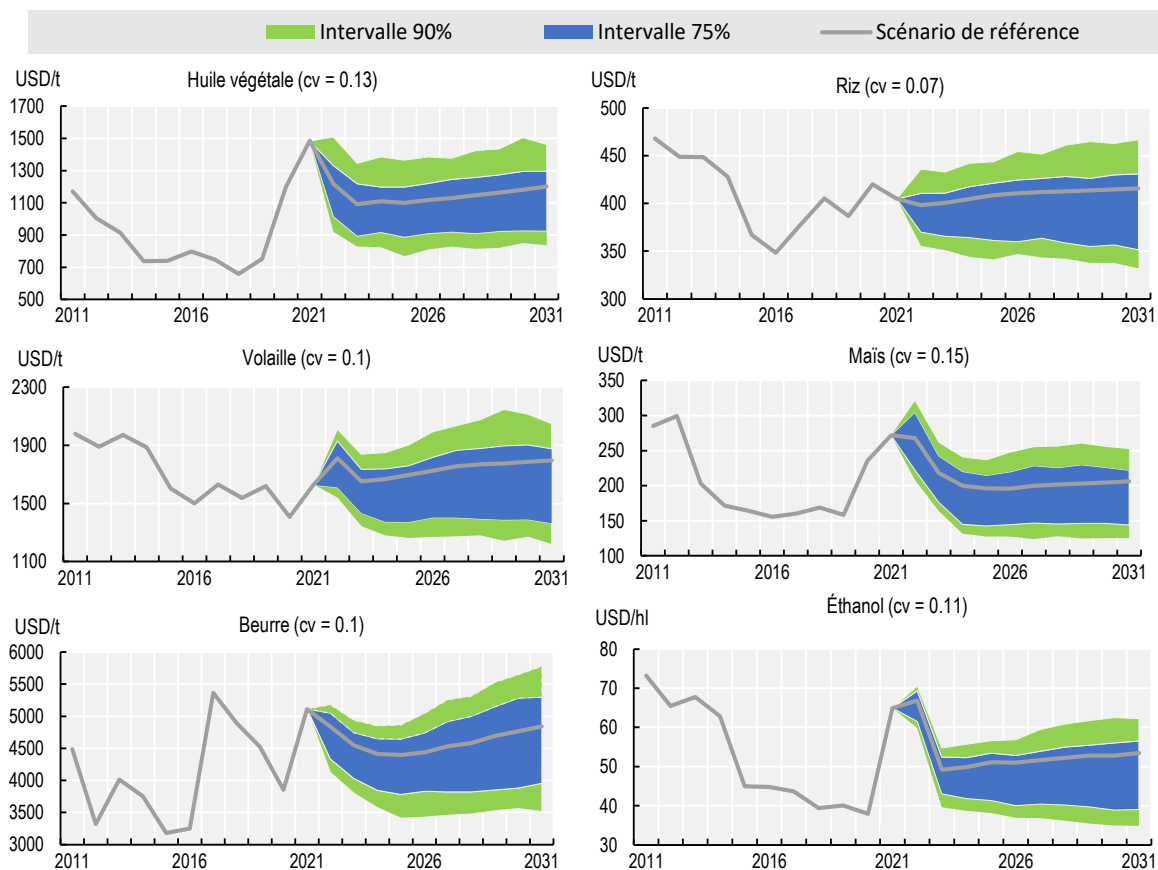 Intervalle 90% Intervalle 75% Scénario de référence
USD/t
Huile végétale (cv = 0.13)
1700
1500
1300
1100
900
700
500
2011 2016 2021 2026 2031
USD/t
Riz (cv = 0.07)
500
450
400
350
300
2011 2016 2021 2026 2031
USD/t
Volaille (cv = 0.1)
2300
1900
1500
1100
2011 2016 2021 2026 2031
USD/t
Maïs (cv = 0.15)
350
300
250
200
150
100
2011 2016 2021 2026 2031
USD/t
Beurre (cv = 0.1)
6000
5500
5000
4500
4000
3500
3000
2011 2016 2021 2026 2031
USD/hl
Éthanol (cv = 0.11)
80
70
60
50
40
30
2011 2016 2021 2026 2031